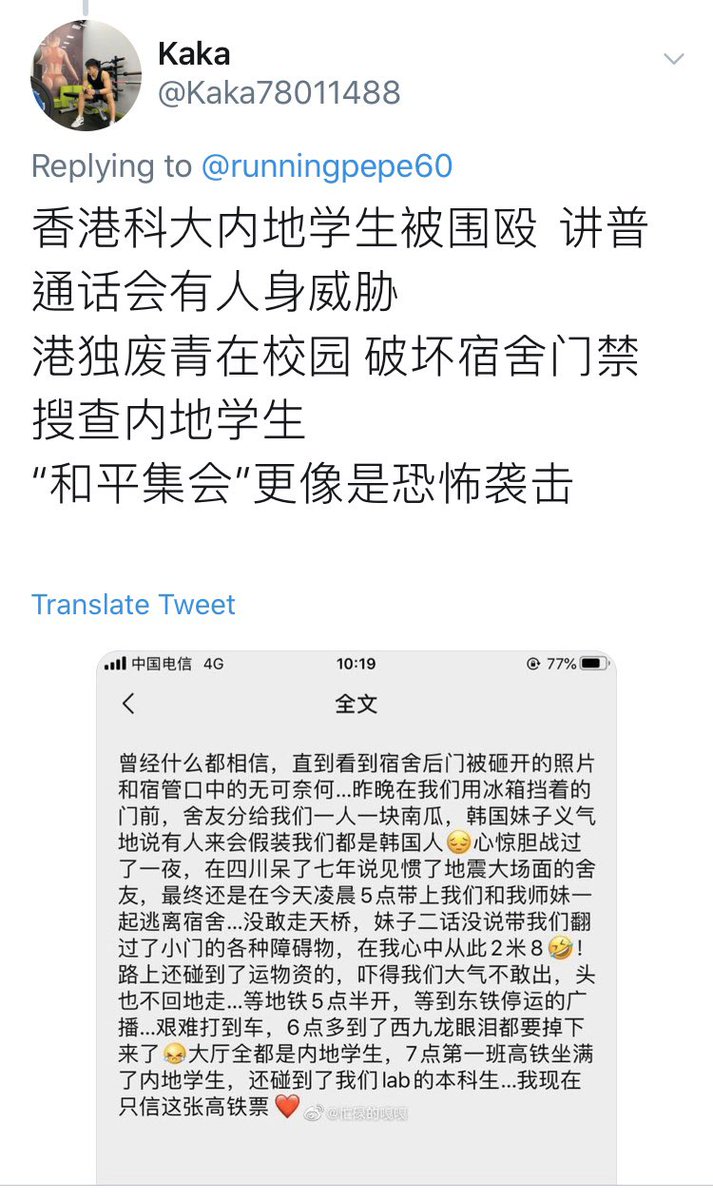 Kaka
@Kaka78011488
Replying to @runningpepe60
香港科大内地学生被围殴 讲普
通话会有人身威胁
港独废青在校园 破坏宿舍门禁
搜查内地学生
“和平集会”更像是恐怖袭击
Translate Tweet
中国电信 4G 10:19 77%
全文
曾经什么都相信，直到看到宿舍后门被砸开的照片
和宿管口中的无可奈何...昨晚在我们用冰箱挡着的
门前，舍友分给我们一人一块南瓜，韩国妹子义气
地说有人来会假装我们都是韩国人😔心惊胆战过
了一夜，在四川呆了七年说见惯了地震大场面的舍
友，最终还是在今天凌晨5点带上我们和我师妹一
起逃离宿舍...没敢走天桥，妹子二话没说带我们翻
过了小门的各种障碍物，在我心中从此2米8🤣！
路上还碰到了运物资的，吓得我们大气不敢出，头
也不回地走...等地铁5点半开，等到东铁停运的广
播...艰难打到车，6点多到了西九龙眼泪都要掉下
来了😹大厅全都是内地学生，7点第一班高铁坐满
了内地学生，还碰到了我们lab的本科生...我现在
只信这张高铁票❤️